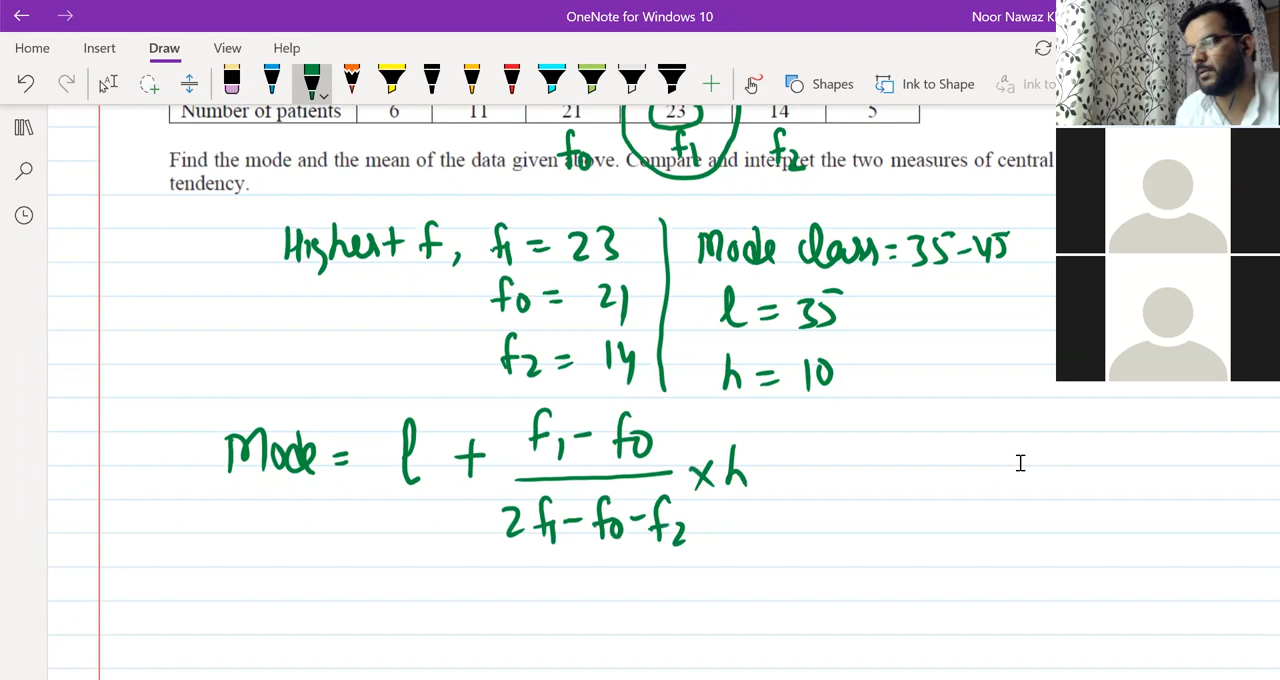 OneNote for Windows 10
Noor Nawaz K
Home Insert Draw View Help
Shapes Ink to Shape Ink to
Number of patients 6 11 21 23 14 5
f0 f1 f2
Find the mode and the mean of the data given above. Compare and interpret the two measures of central
tendency.
Highest f, f1 = 23 Mode class = 35-45
f0 = 21 l = 35
f2 = 14 h = 10
Mode = l + f1 - f0
2f1 - f0 - f2 × h